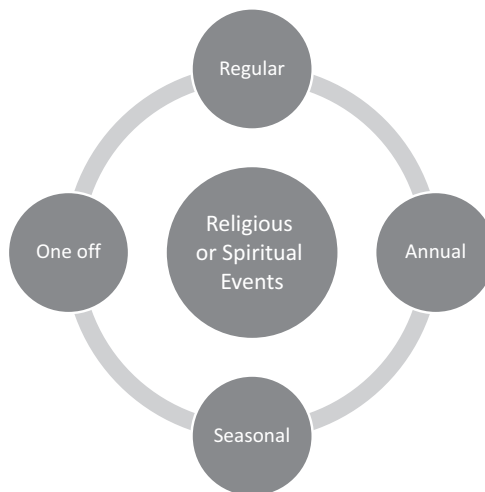 Regular
One off
Religious
or Spiritual
Events
Annual
Seasonal